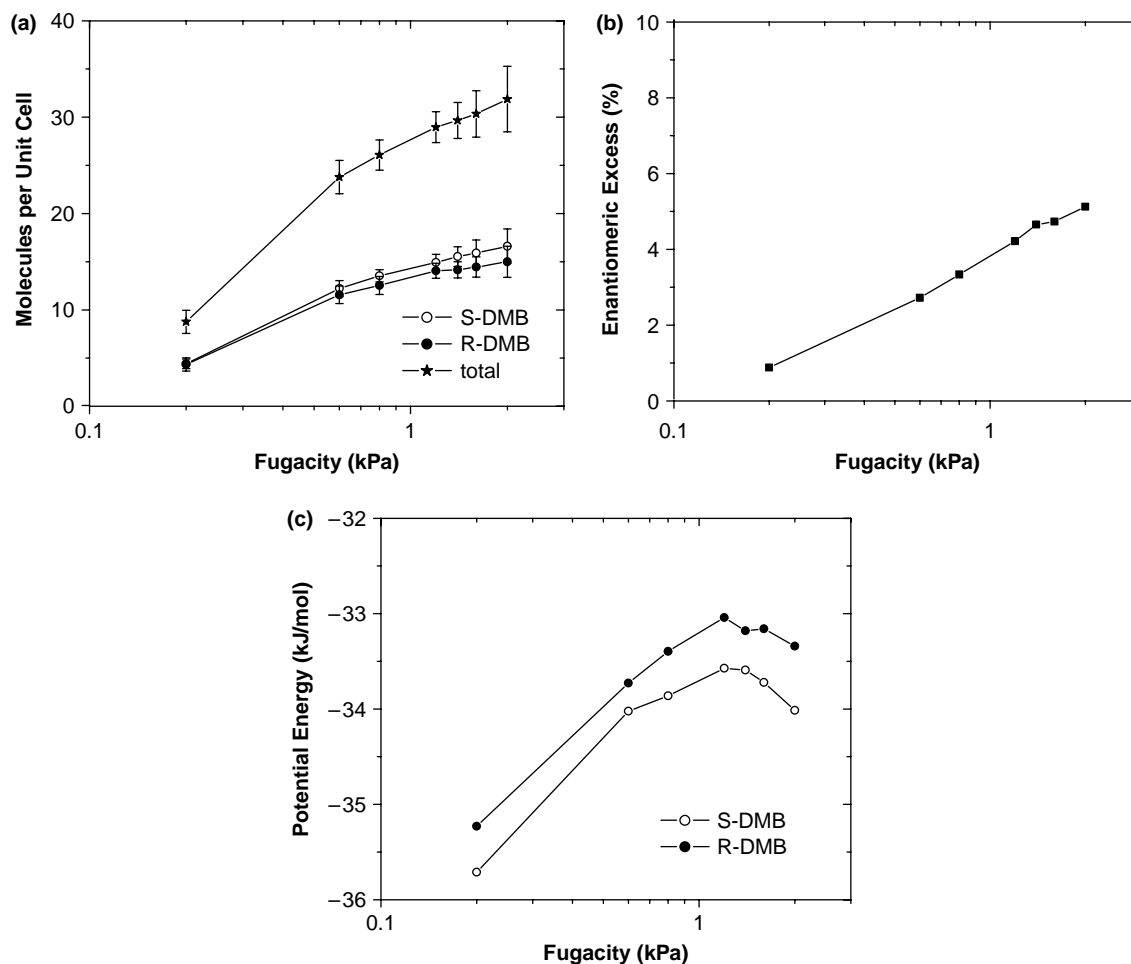 (a)
40
30
20
10
0
Molecules per Unit Cell
S-DMB
R-DMB
total
0.1
1
Fugacity (kPa)
(b)
10
8
6
4
2
0
Enantiomeric Excess (%)
0.1
1
Fugacity (kPa)
(c)
−32
−33
−34
−35
−36
Potential Energy (kJ/mol)
S-DMB
R-DMB
0.1
1
Fugacity (kPa)